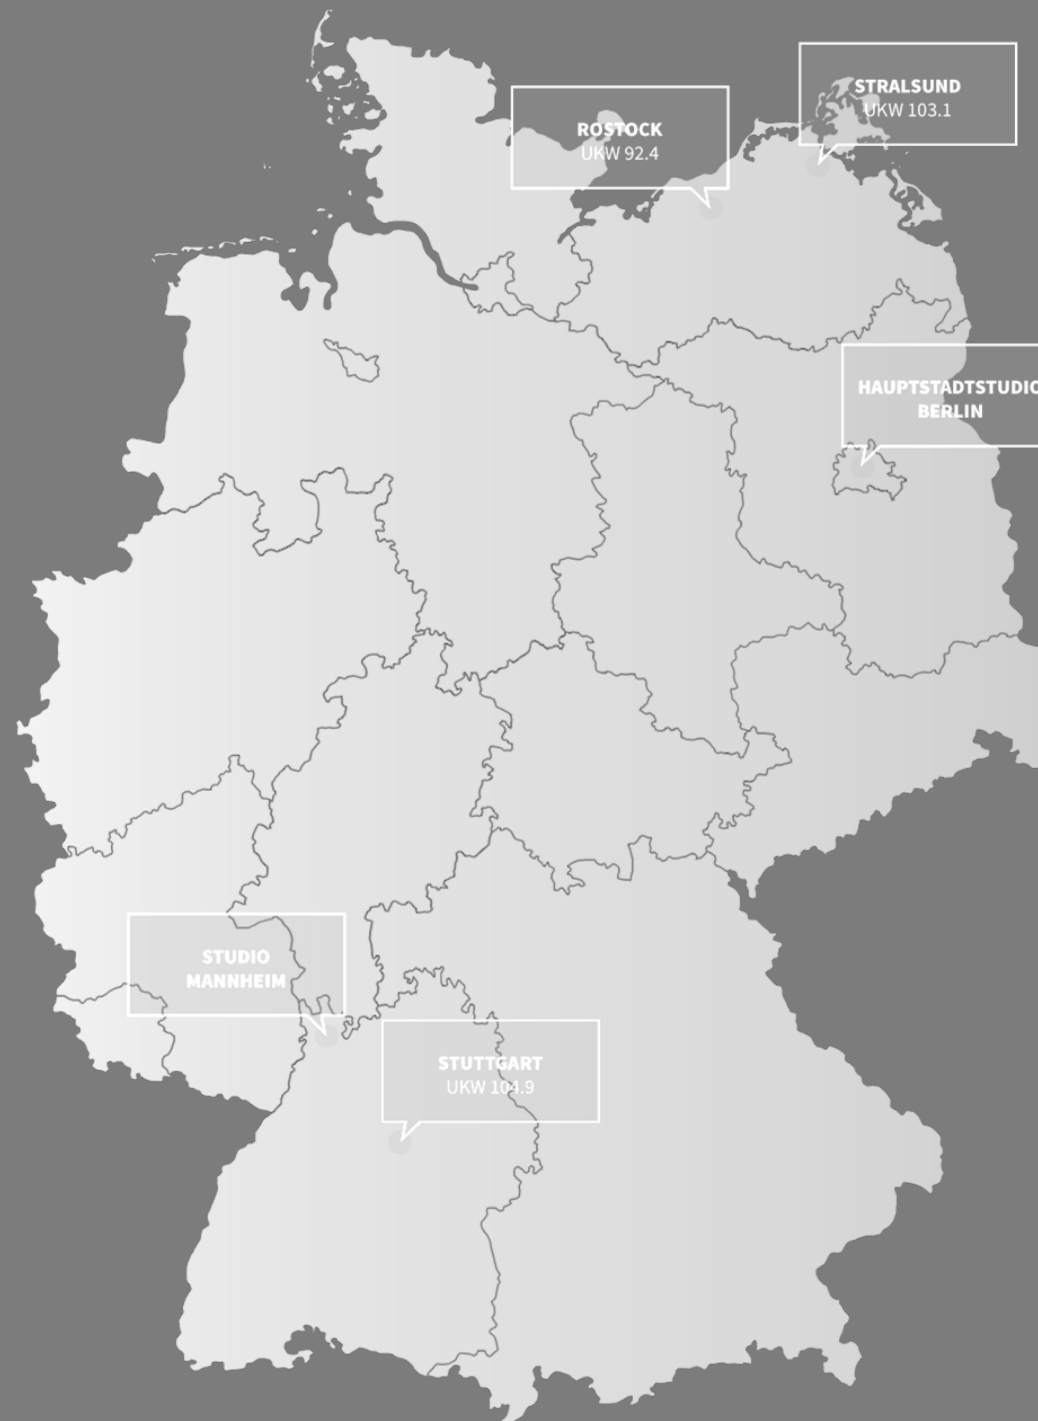 STRALSUND
UKW 103.1
ROSTOCK
UKW 92.4
HAUPTSTADTSTUDIO
BERLIN
STUDIO
MANNHEIM
STUTTGART
UKW 104.9